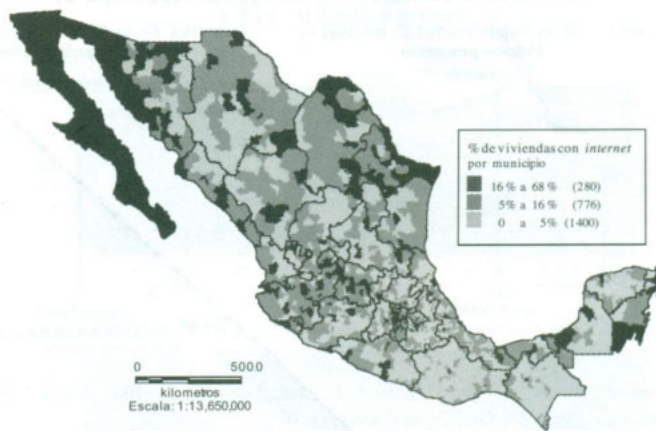 % de viviendas con internet
por municipio
16% a 68% (280)
5% a 16% (776)
0 a 5% (1400)
0 5000
kilometros
Escala: 1:13,650,000